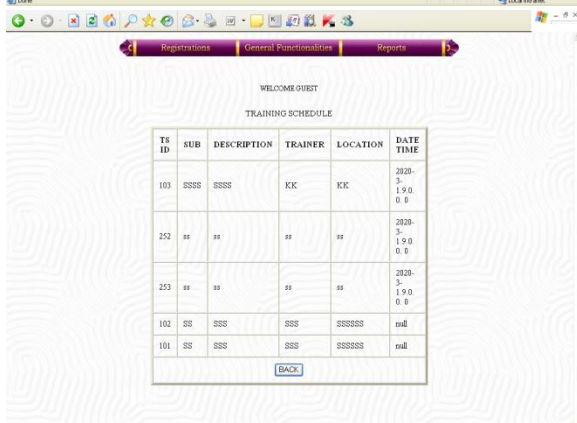 Done
Local intranet
Registrations General Functionalities Reports
WELCOME GUEST
TRAINING SCHEDULE
TS ID SUB DESCRIPTION TRAINER LOCATION DATE TIME
103 SSSS SSSS KK KK 2020-3-1.9.0.0. 0
252 ss ss ss ss 2020-3-1.9.0.0. 0
253 ss ss ss ss 2020-3-1.9.0.0. 0
102 SS SSS SSS SSSSSS null
101 SS SSS SSS SSSSSS null
BACK